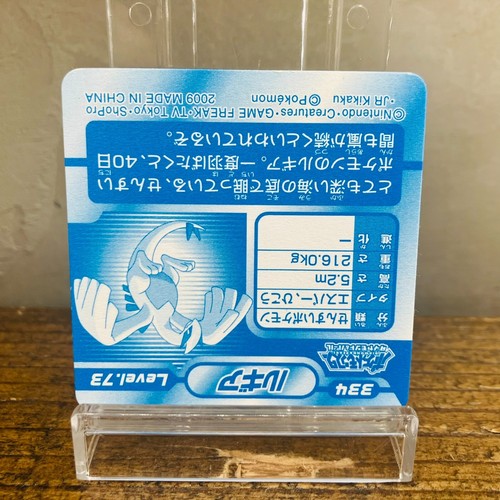 334
ルギア
Level.73
分類
せんすいポケモン
タイプ
エスパー、ひこう
高さ
5.2m
重さ
216.0kg
進化
ー
とても深い海の底で眠っている、せんすい
ポケモンのルギア。一度羽ばたくと、40日
間も嵐が続くといわれているぞ。
©Nintendo･Creatures･GAME FREAK･TV Tokyo･ShoPro
･JR Kikaku ©Pokémon
2009 MADE IN CHINA